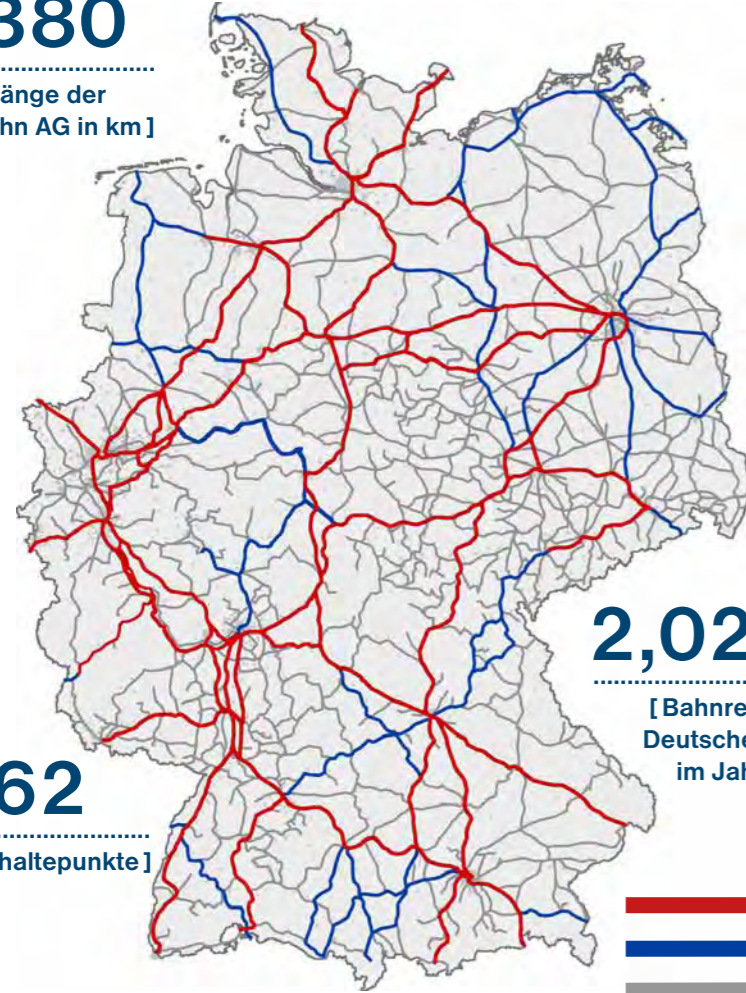 380
änge der
hn AG in km]
2,02
[Bahnre
Deutsche
im Jah
62
haltepunkte]